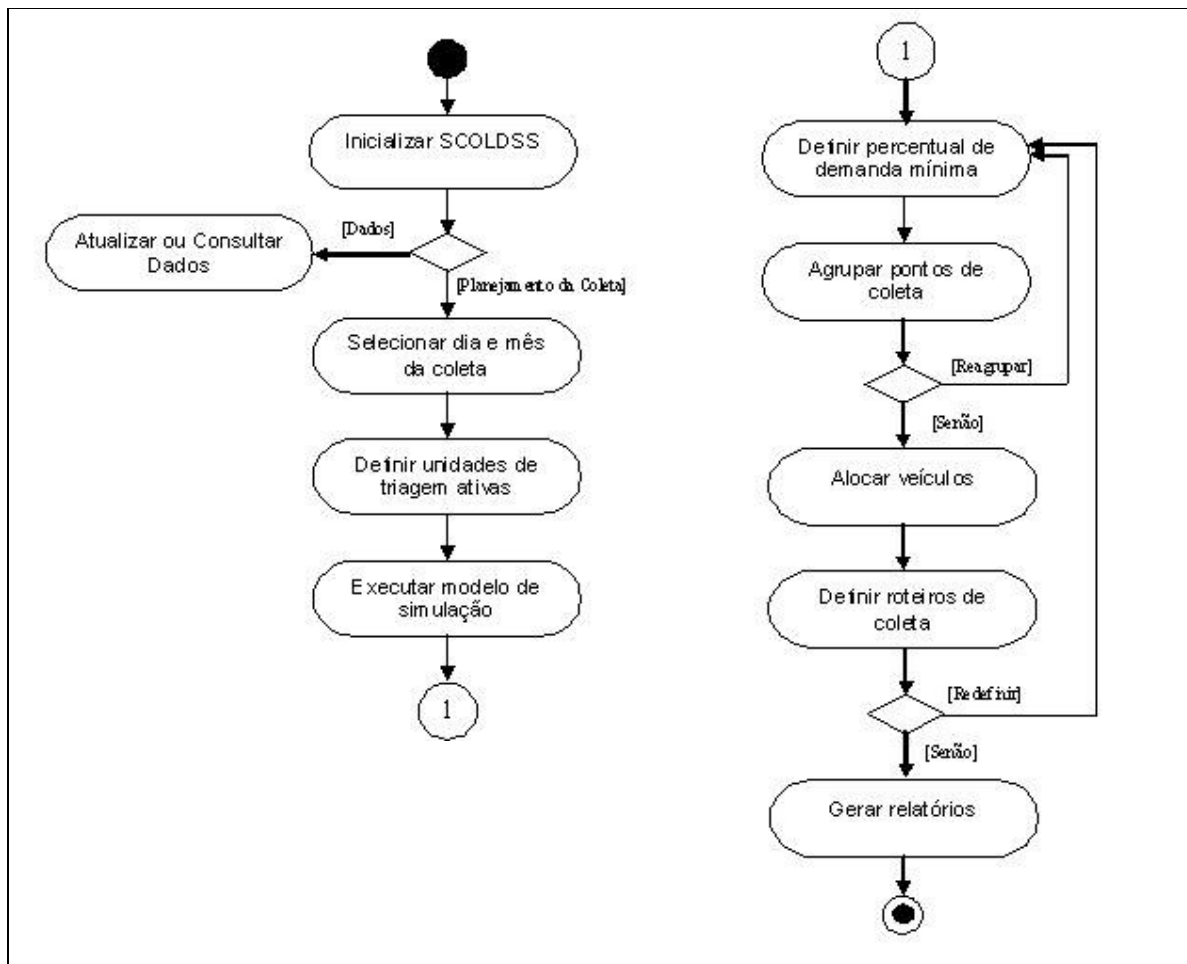 Inicializar SCOLDSS
[Dados]
Atualizar ou Consultar
Dados
[Planejamento da Coleta]
Selecionar dia e mês
da coleta
Definir unidades de
triagem ativas
Executar modelo de
simulação
1
1
Definir percentual de
demanda mínima
Agrupar pontos de
coleta
[Reagrupar]
[Senão]
Alocar veículos
Definir roteiros de
coleta
[Redefinir]
[Senão]
Gerar relatórios